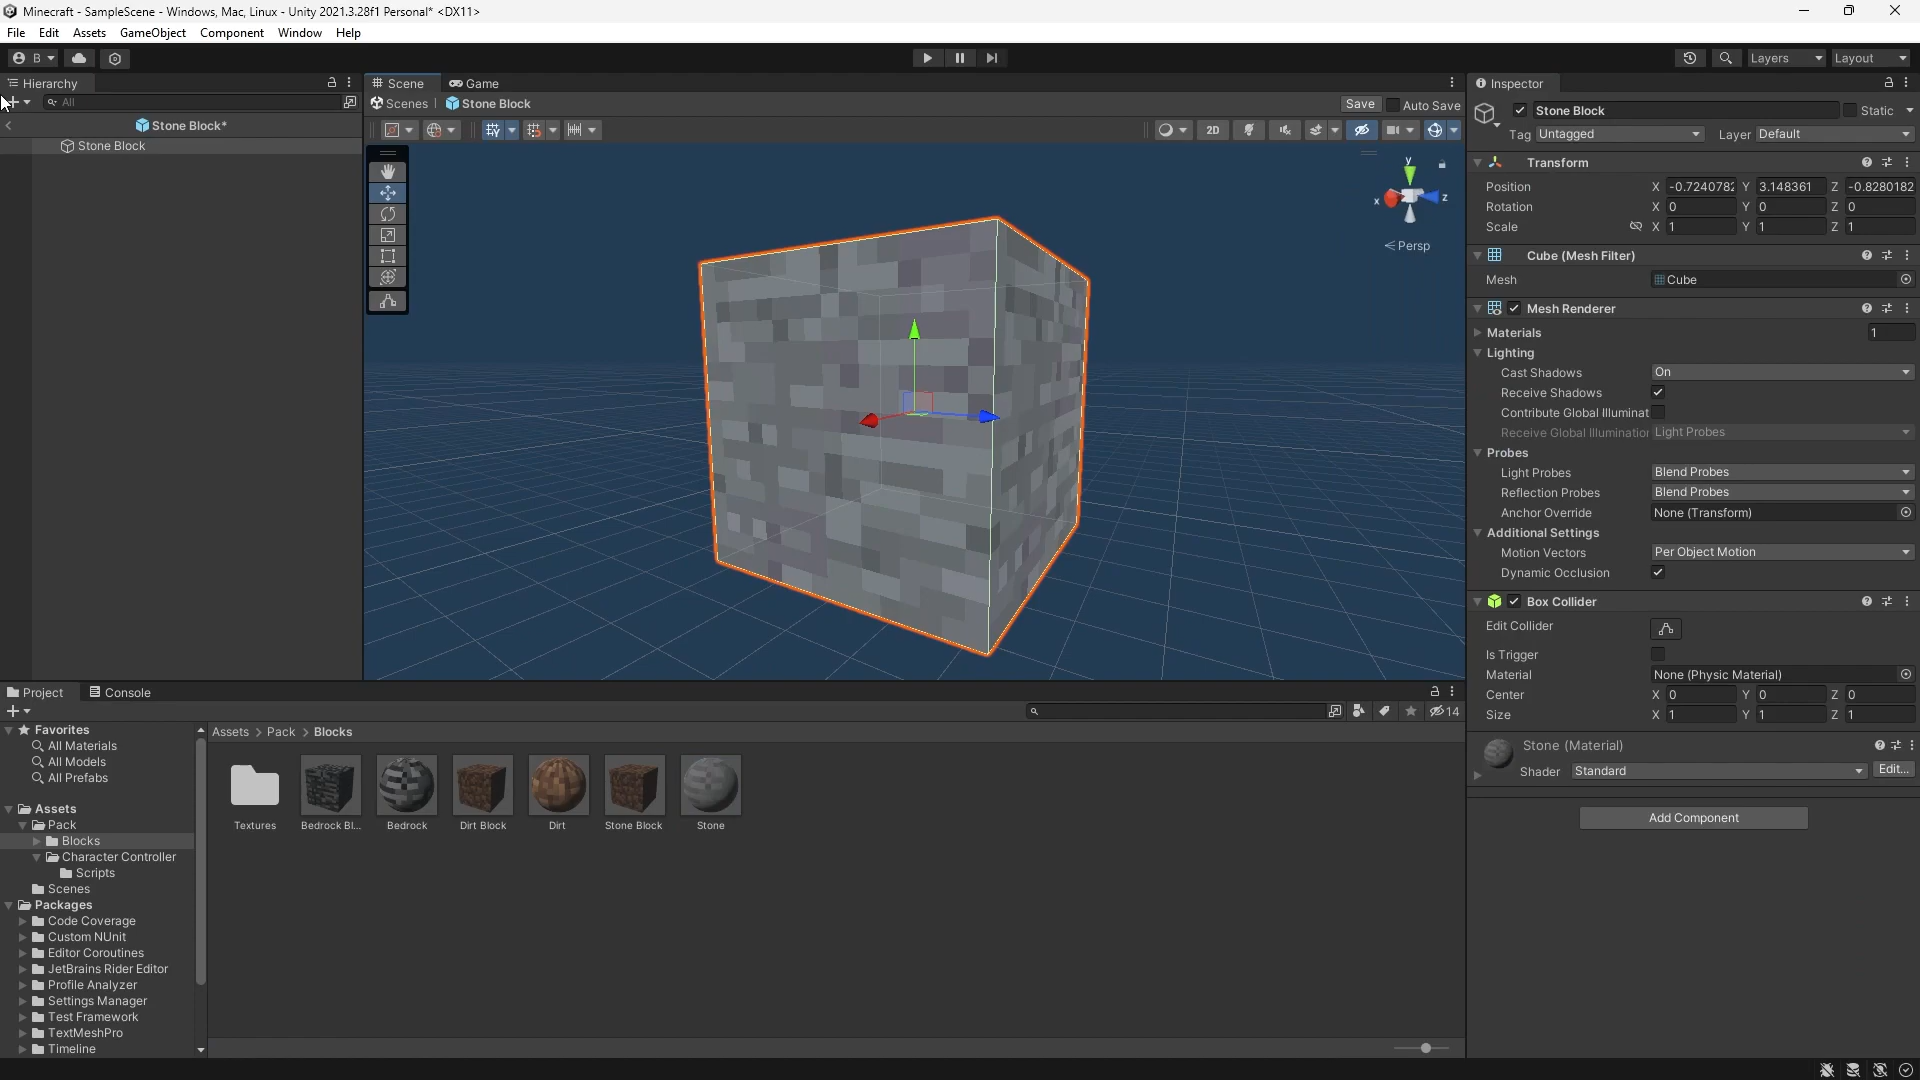 Minecraft - SampleScene - Windows, Mac, Linux - Unity 2021.3.28f1 Personal* <DX11>
File Edit Assets GameObject Component Window Help
B Layers Layout
Hierarchy
All
Stone Block*
Stone Block
Scene Game
Scenes Stone Block Save Auto Save
2D
y
x z
Persp
Inspector
Stone Block Static
Tag Untagged Layer Default
Transform
Position X -0.7240782 Y 3.148361 Z -0.8280182
Rotation X 0 Y 0 Z 0
Scale X 1 Y 1 Z 1
Cube (Mesh Filter)
Mesh Cube
Mesh Renderer
Materials 1
Lighting
Cast Shadows On
Receive Shadows
Contribute Global Illuminat
Receive Global Illumination Light Probes
Probes
Light Probes Blend Probes
Reflection Probes Blend Probes
Anchor Override None (Transform)
Additional Settings
Motion Vectors Per Object Motion
Dynamic Occlusion
Box Collider
Edit Collider
Is Trigger
Material None (Physic Material)
Center X 0 Y 0 Z 0
Size X 1 Y 1 Z 1
Stone (Material)
Shader Standard Edit...
Add Component
Project Console
14
Favorites
All Materials
All Models
All Prefabs
Assets
Pack
Blocks
Character Controller
Scripts
Scenes
Packages
Code Coverage
Custom NUnit
Editor Coroutines
JetBrains Rider Editor
Profile Analyzer
Settings Manager
Test Framework
TextMeshPro
Timeline
Assets > Pack > Blocks
Textures Bedrock Bl... Bedrock Dirt Block Dirt Stone Block Stone